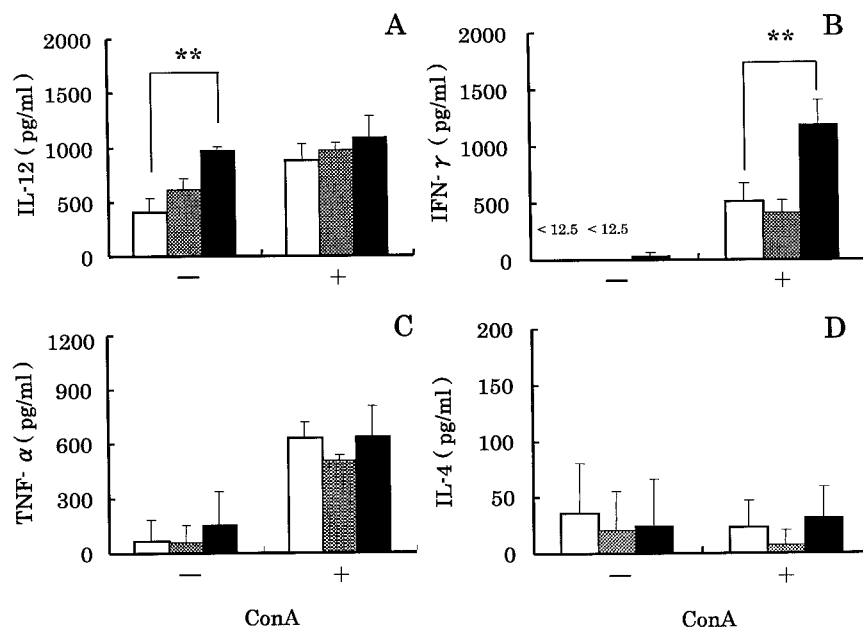 A
2000
1500
1000
500
0
IL-12 ( pg/ml)
**
— +
B
2000
1500
1000
500
0
IFN- γ ( pg/ml)
< 12.5 < 12.5
**
— +
C
1200
900
600
300
0
TNF- α ( pg/ml)
— +
ConA
D
200
150
100
50
0
IL-4 ( pg/ml)
— +
ConA